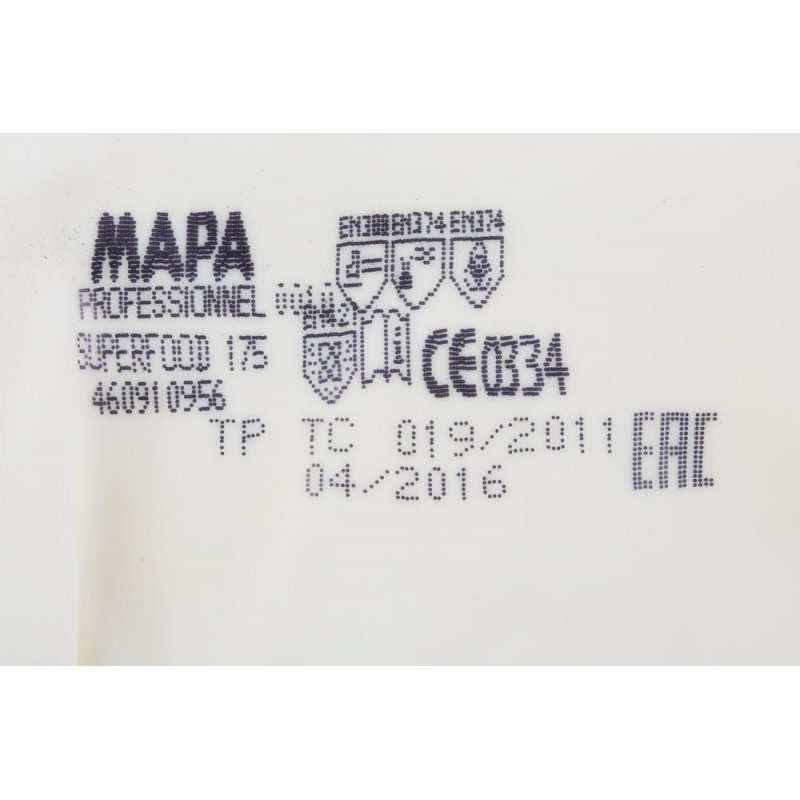 MAPA
PROFESSIONNEL
SUPERFOOD 175
460910956
EN388 EN374 EN374
CE0334
TP TC 019/2011
04/2016
EAC